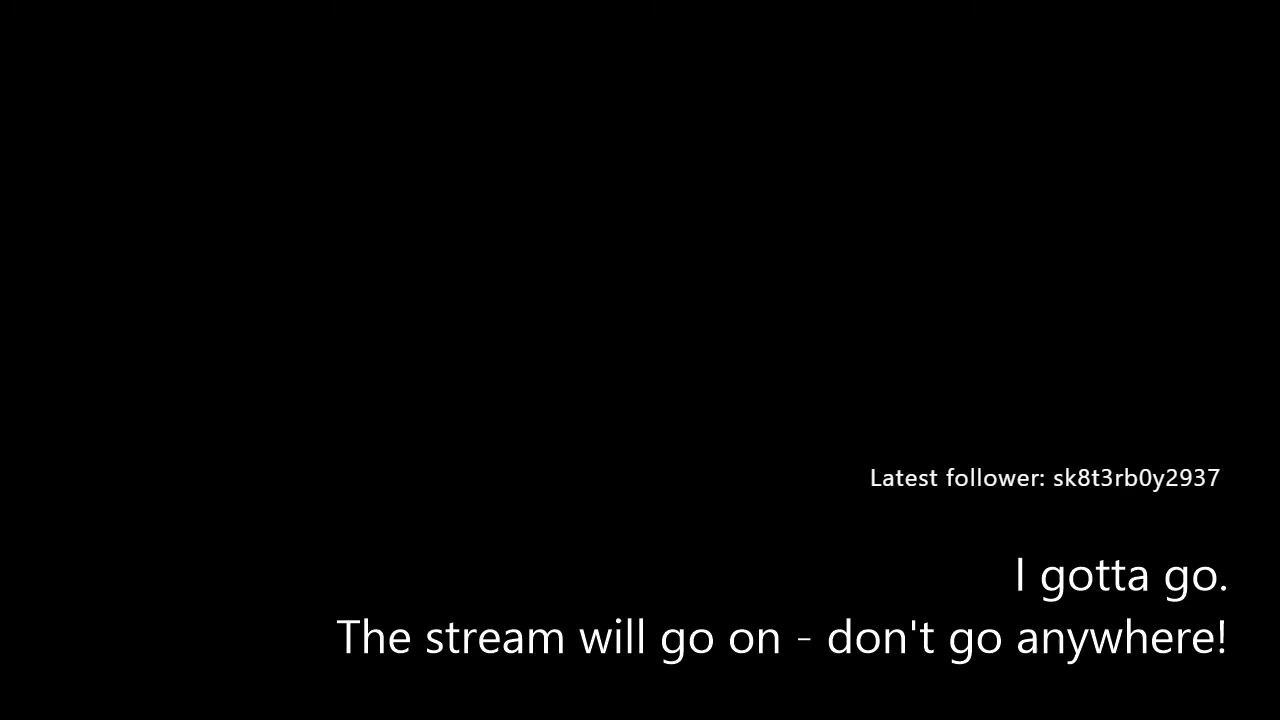 Latest follower: sk8t3rb0y2937
I gotta go.
The stream will go on - don't go anywhere!